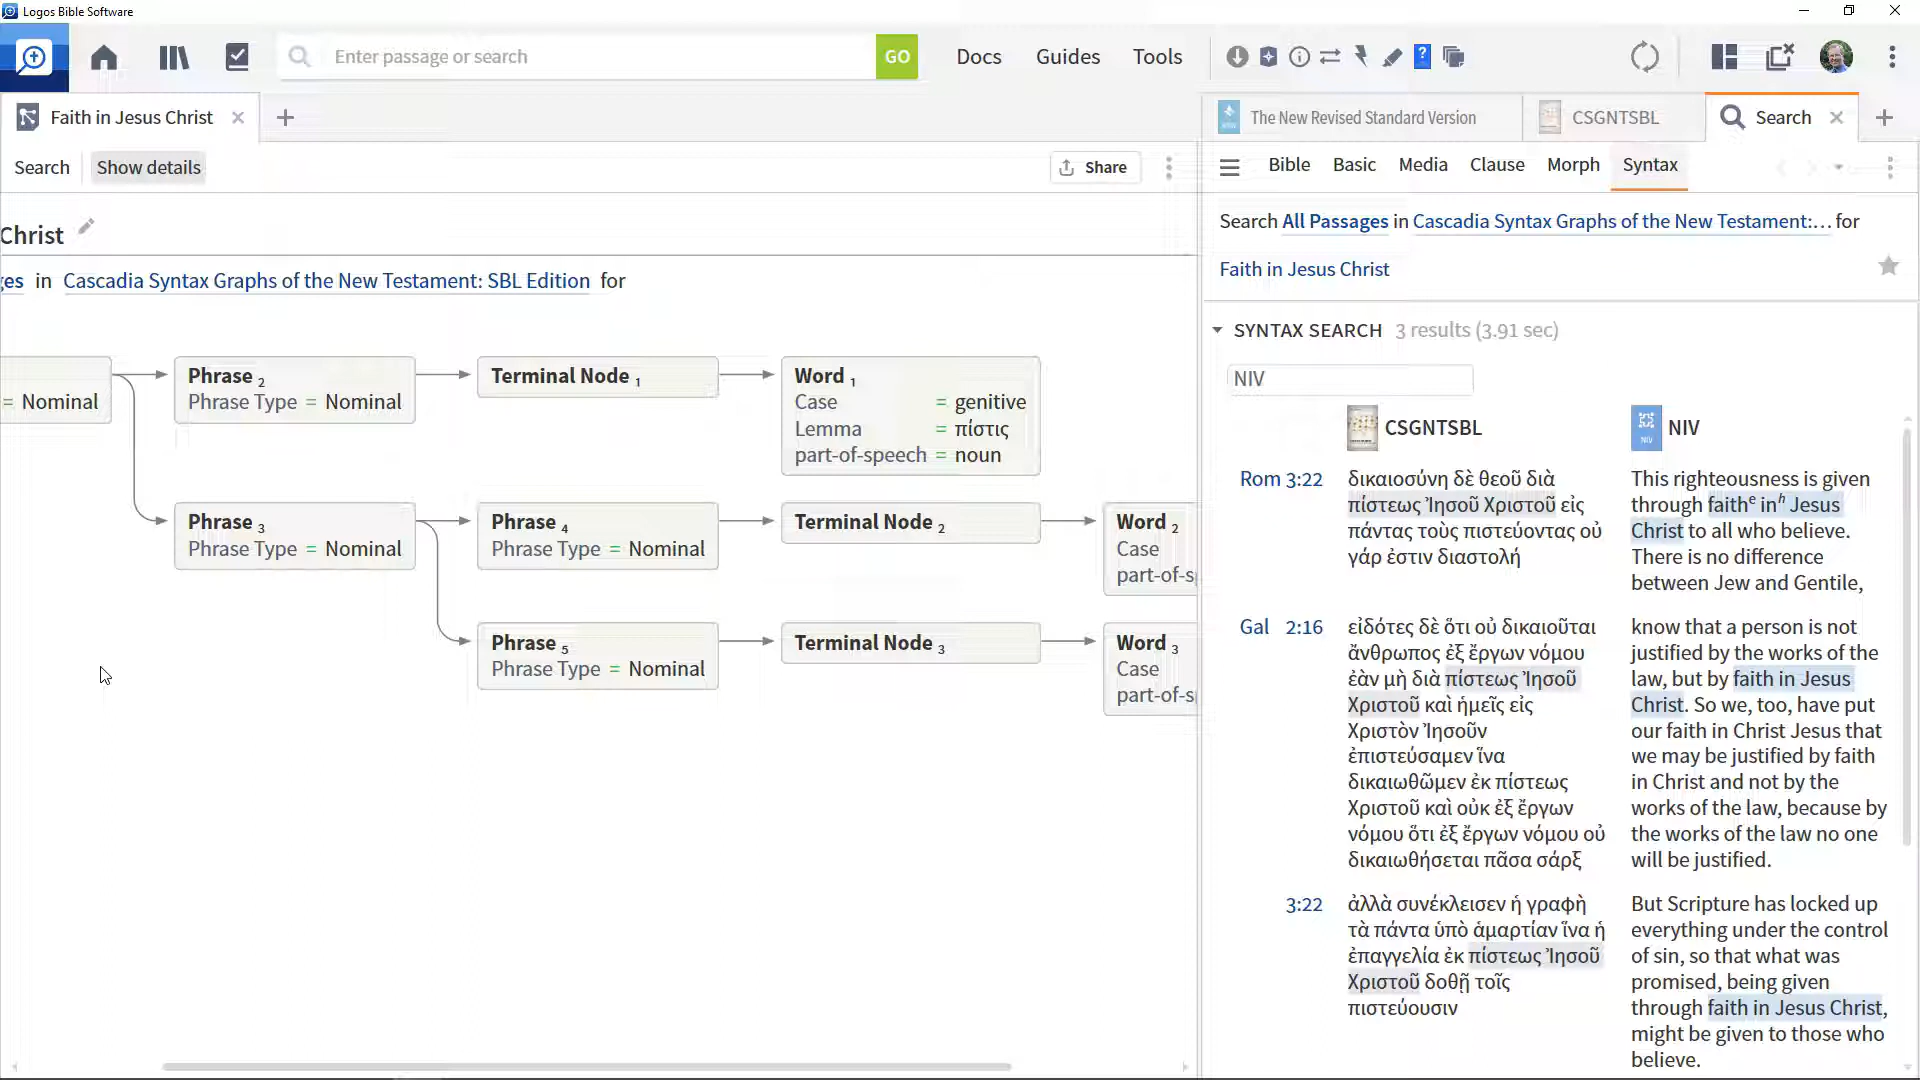 Logos Bible Software
Enter passage or search
GO
Docs
Guides
Tools
Faith in Jesus Christ
The New Revised Standard Version
CSGNTSBL
Search
Search
Show details
Share
Bible
Basic
Media
Clause
Morph
Syntax
Christ
Search All Passages in Cascadia Syntax Graphs of the New Testament:... for
Faith in Jesus Christ
in Cascadia Syntax Graphs of the New Testament: SBL Edition for
= Nominal
Phrase 2
Phrase Type = Nominal
Terminal Node 1
Word 1
Case = genitive
Lemma = πίστις
part-of-speech = noun
Phrase 3
Phrase Type = Nominal
Phrase 4
Phrase Type = Nominal
Terminal Node 2
Word 2
Case
part-of-s
Phrase 5
Phrase Type = Nominal
Terminal Node 3
Word 3
Case
part-of-s
SYNTAX SEARCH 3 results (3.91 sec)
NIV
CSGNTSBL
NIV
NIV
Rom 3:22
δικαιοσύνη δὲ θεοῦ διὰ
πίστεως Ἰησοῦ Χριστοῦ εἰς
πάντας τοὺς πιστεύοντας οὐ
γάρ ἐστιν διαστολή
This righteousness is given
through faithe inh Jesus
Christ to all who believe.
There is no difference
between Jew and Gentile,
Gal 2:16
εἰδότες δὲ ὅτι οὐ δικαιοῦται
ἄνθρωπος ἐξ ἔργων νόμου
ἐὰν μὴ διὰ πίστεως Ἰησοῦ
Χριστοῦ καὶ ἡμεῖς εἰς
Χριστὸν Ἰησοῦν
ἐπιστεύσαμεν ἵνα
δικαιωθῶμεν ἐκ πίστεως
Χριστοῦ καὶ οὐκ ἐξ ἔργων
νόμου ὅτι ἐξ ἔργων νόμου οὐ
δικαιωθήσεται πᾶσα σάρξ
know that a person is not
justified by the works of the
law, but by faith in Jesus
Christ. So we, too, have put
our faith in Christ Jesus that
we may be justified by faith
in Christ and not by the
works of the law, because by
the works of the law no one
will be justified.
3:22
ἀλλὰ συνέκλεισεν ἡ γραφὴ
τὰ πάντα ὑπὸ ἁμαρτίαν ἵνα ἡ
ἐπαγγελία ἐκ πίστεως Ἰησοῦ
Χριστοῦ δοθῇ τοῖς
πιστεύουσιν
But Scripture has locked up
everything under the control
of sin, so that what was
promised, being given
through faith in Jesus Christ,
might be given to those who
believe.